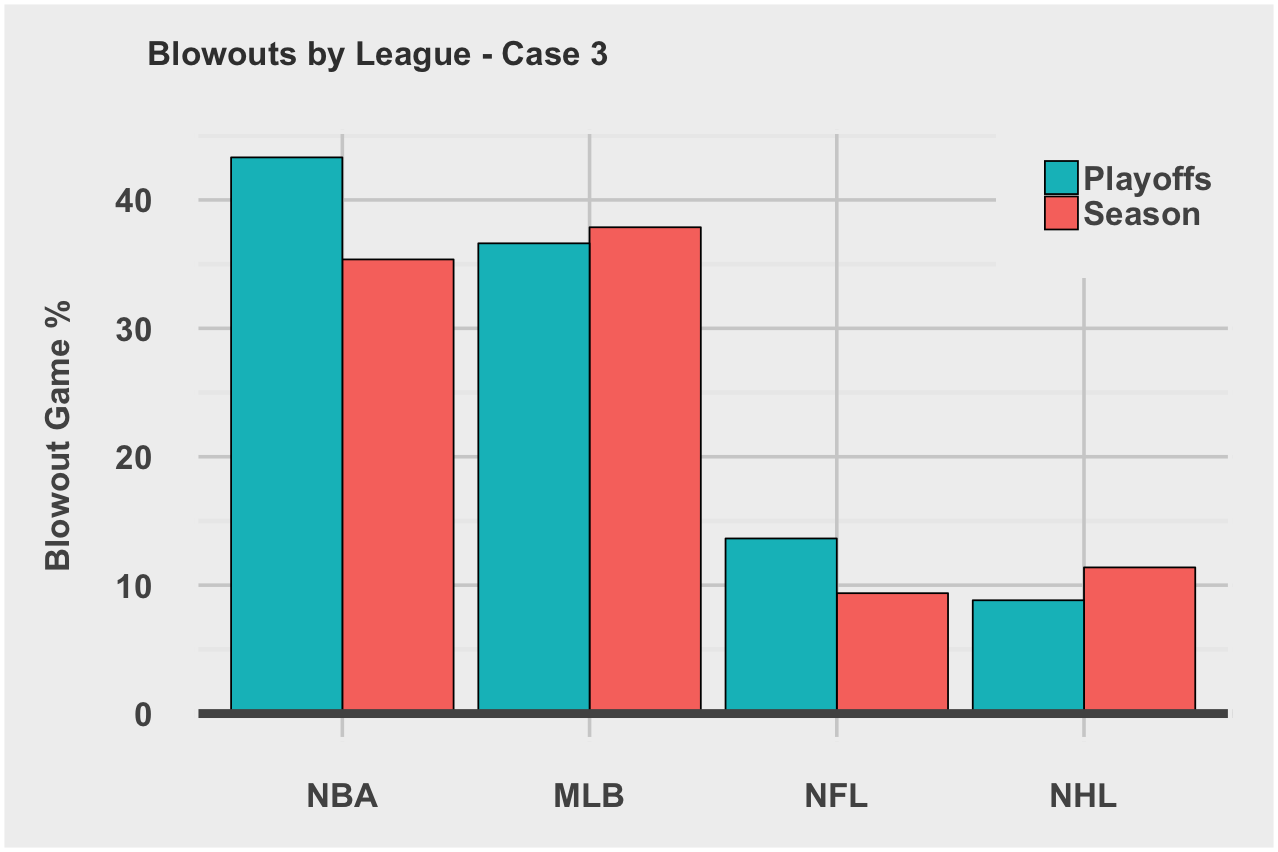 Blowouts by League - Case 3
Playoffs
Season
Blowout Game %
40
30
20
10
0
NBA MLB NFL NHL